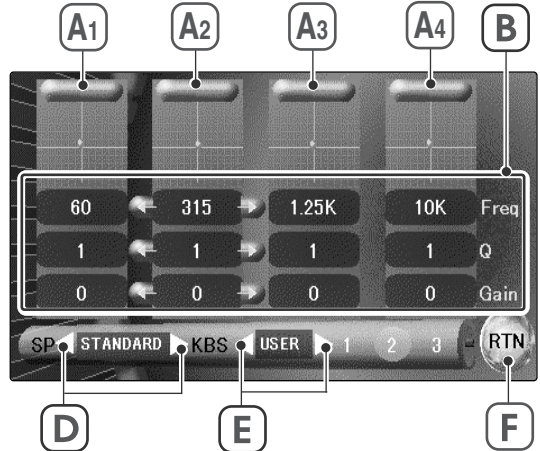 A1 A2 A3 A4 B
60 315 1.25K 10K Freq
1 1 1 1 Q
0 0 0 0 Gain
SP STANDARD KBS USER 1 2 3 RTN
D E F